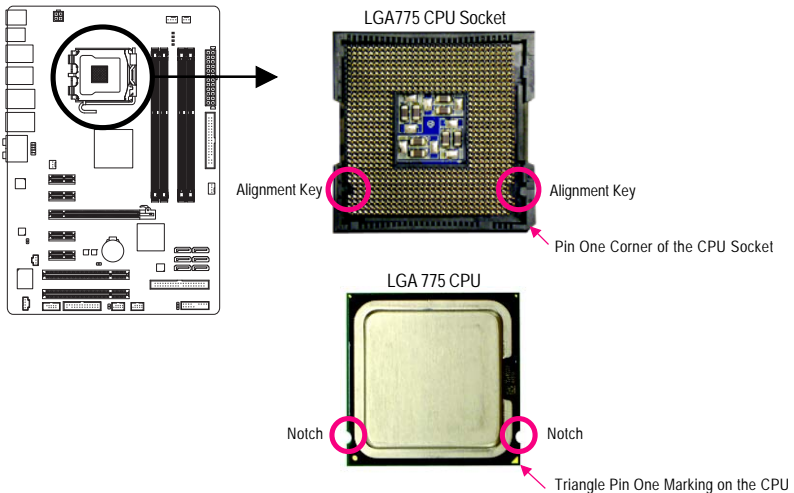 LGA775 CPU Socket
Alignment Key
Alignment Key
Pin One Corner of the CPU Socket
LGA 775 CPU
Notch
Notch
Triangle Pin One Marking on the CPU